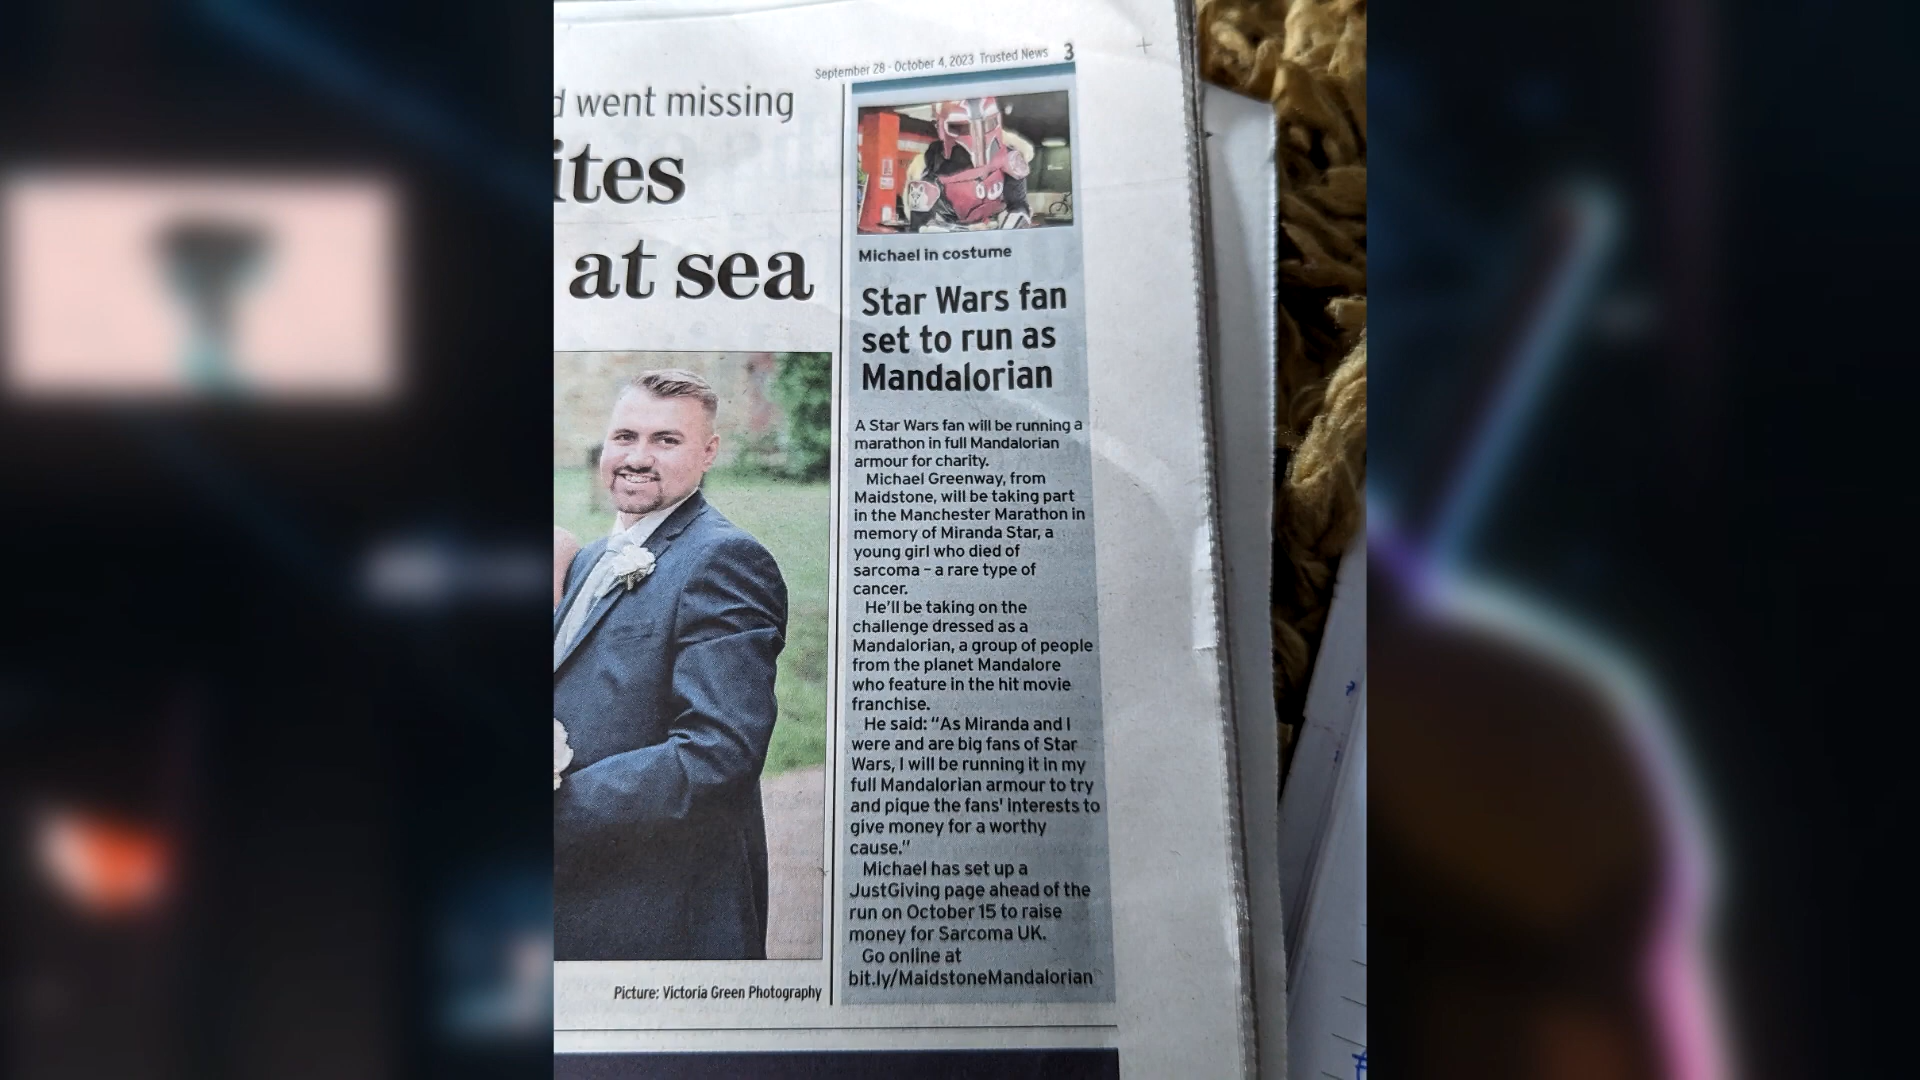 September 28 - October 4, 2023 Trusted News 3
d went missing
ites
at sea
Picture: Victoria Green Photography
Michael in costume
Star Wars fan
set to run as
Mandalorian
A Star Wars fan will be running a
marathon in full Mandalorian
armour for charity.
Michael Greenway, from
Maidstone, will be taking part
in the Manchester Marathon in
memory of Miranda Star, a
young girl who died of
sarcoma – a rare type of
cancer.
He'll be taking on the
challenge dressed as a
Mandalorian, a group of people
from the planet Mandalore
who feature in the hit movie
franchise.
He said: “As Miranda and I
were and are big fans of Star
Wars, I will be running it in my
full Mandalorian armour to try
and pique the fans' interests to
give money for a worthy
cause.”
Michael has set up a
JustGiving page ahead of the
run on October 15 to raise
money for Sarcoma UK.
Go online at
bit.ly/MaidstoneMandalorian